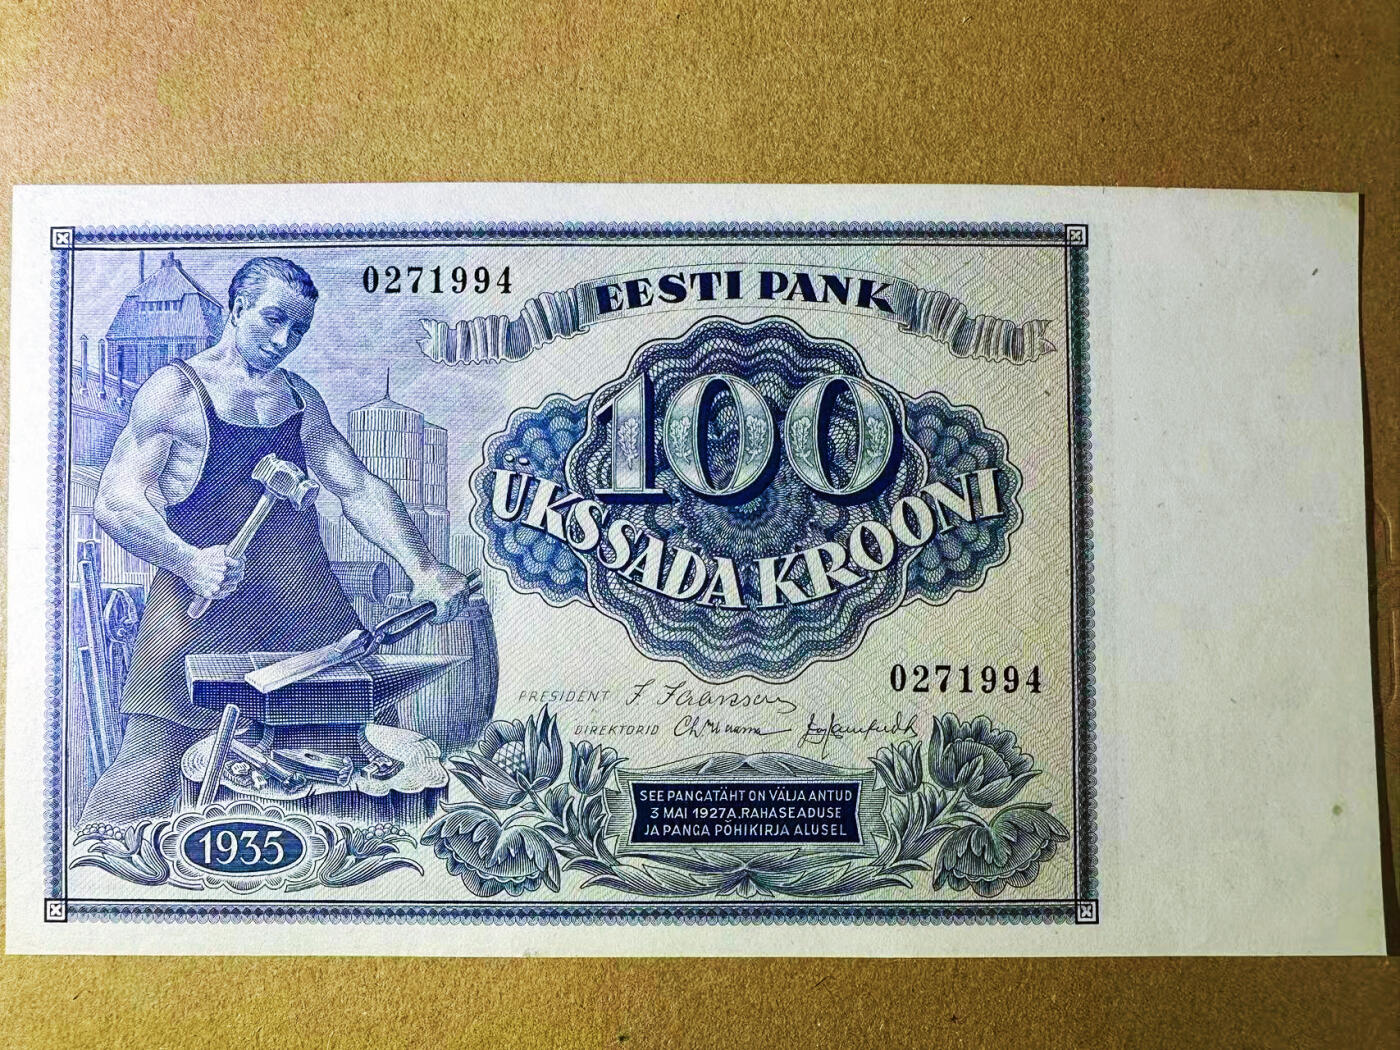 0271994
EESTI PANK
100
ÜKSSADA KROONI
0271994
PRESIDENT
DIREKTORID
SEE PANGATÄHT ON VÄLJA ANTUD
3 MAI 1927 A. RAHASEADUSE
JA PANGA PÕHIKIRJA ALUSEL
1935